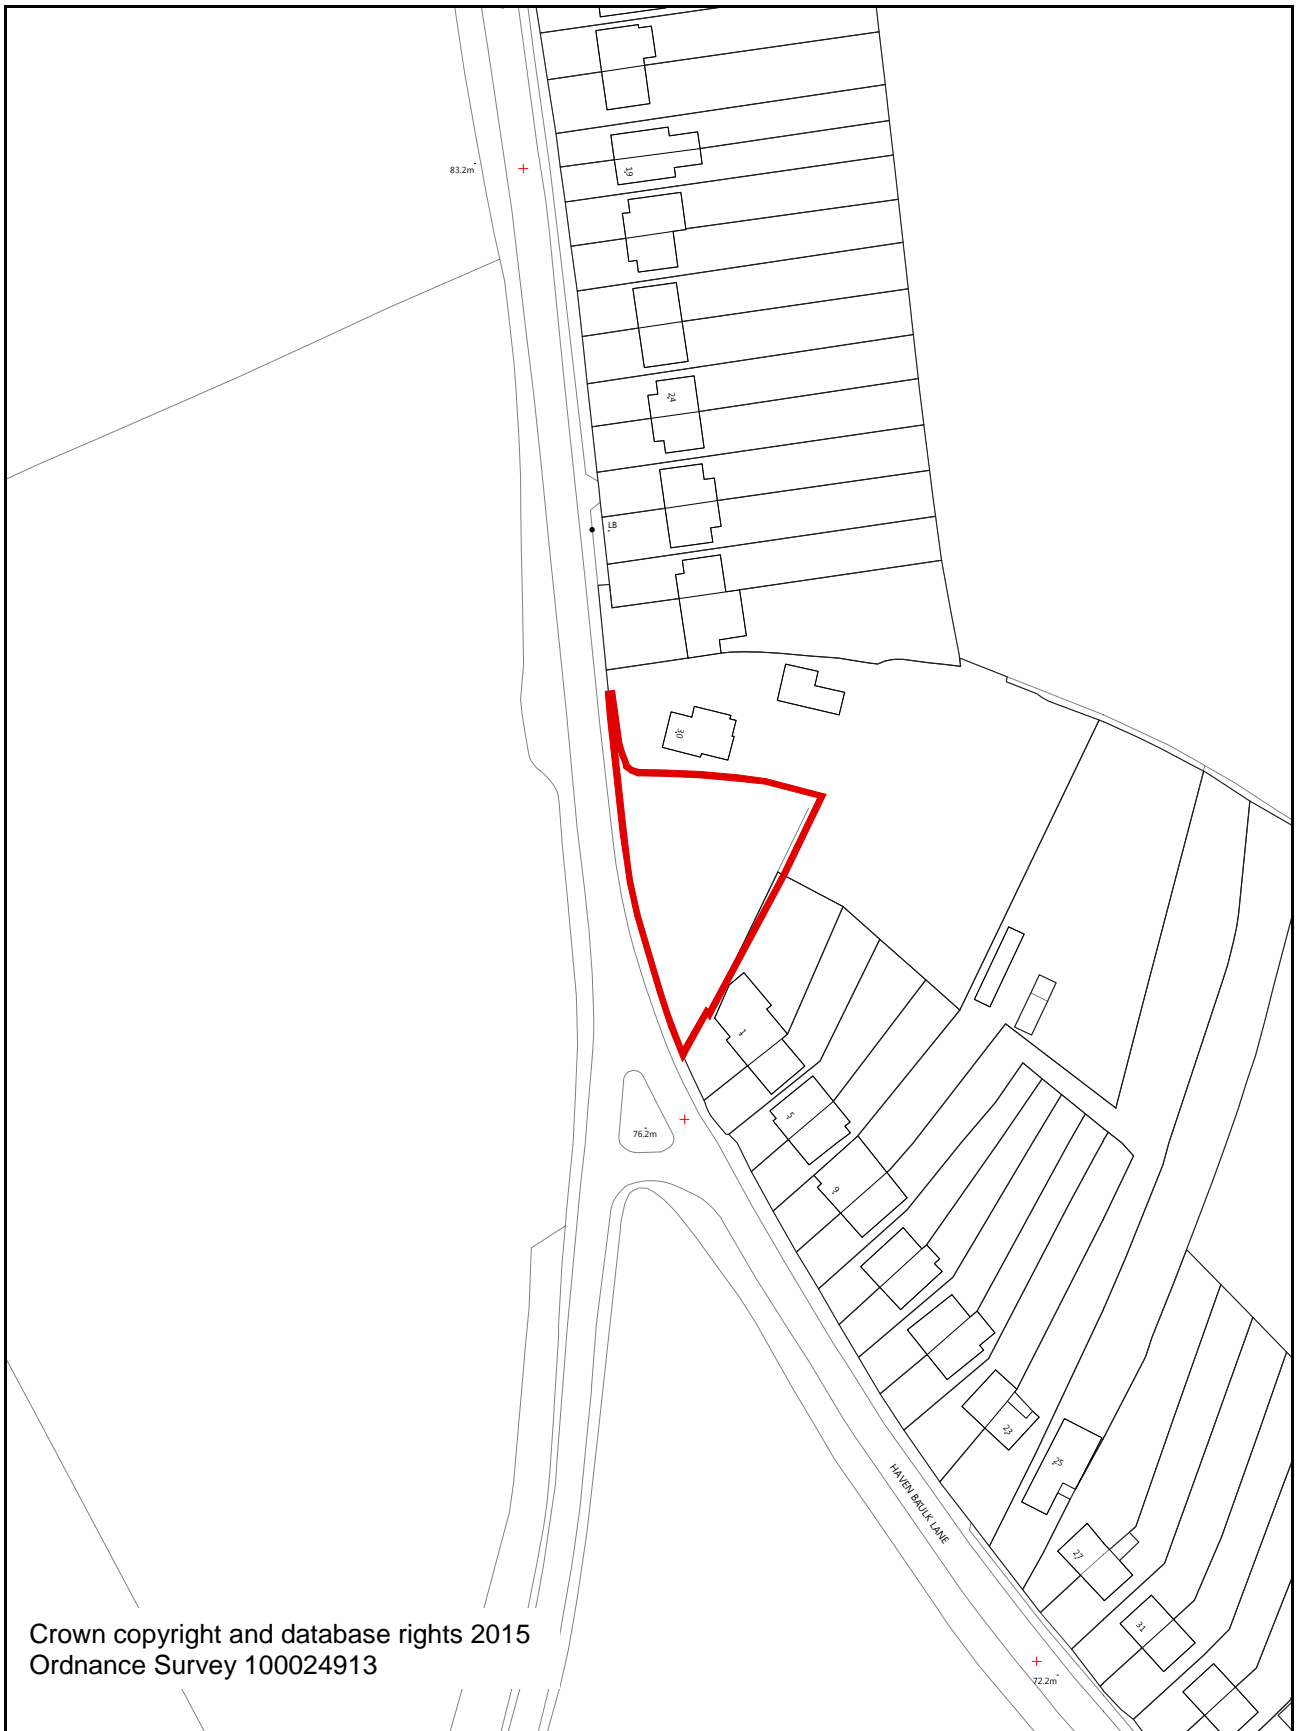 83.2m
19
24
LB
30
1
76.2m
5
9
23
25
HAVEN BAULK LANE
27
31
72.2m
Crown copyright and database rights 2015
Ordnance Survey 100024913